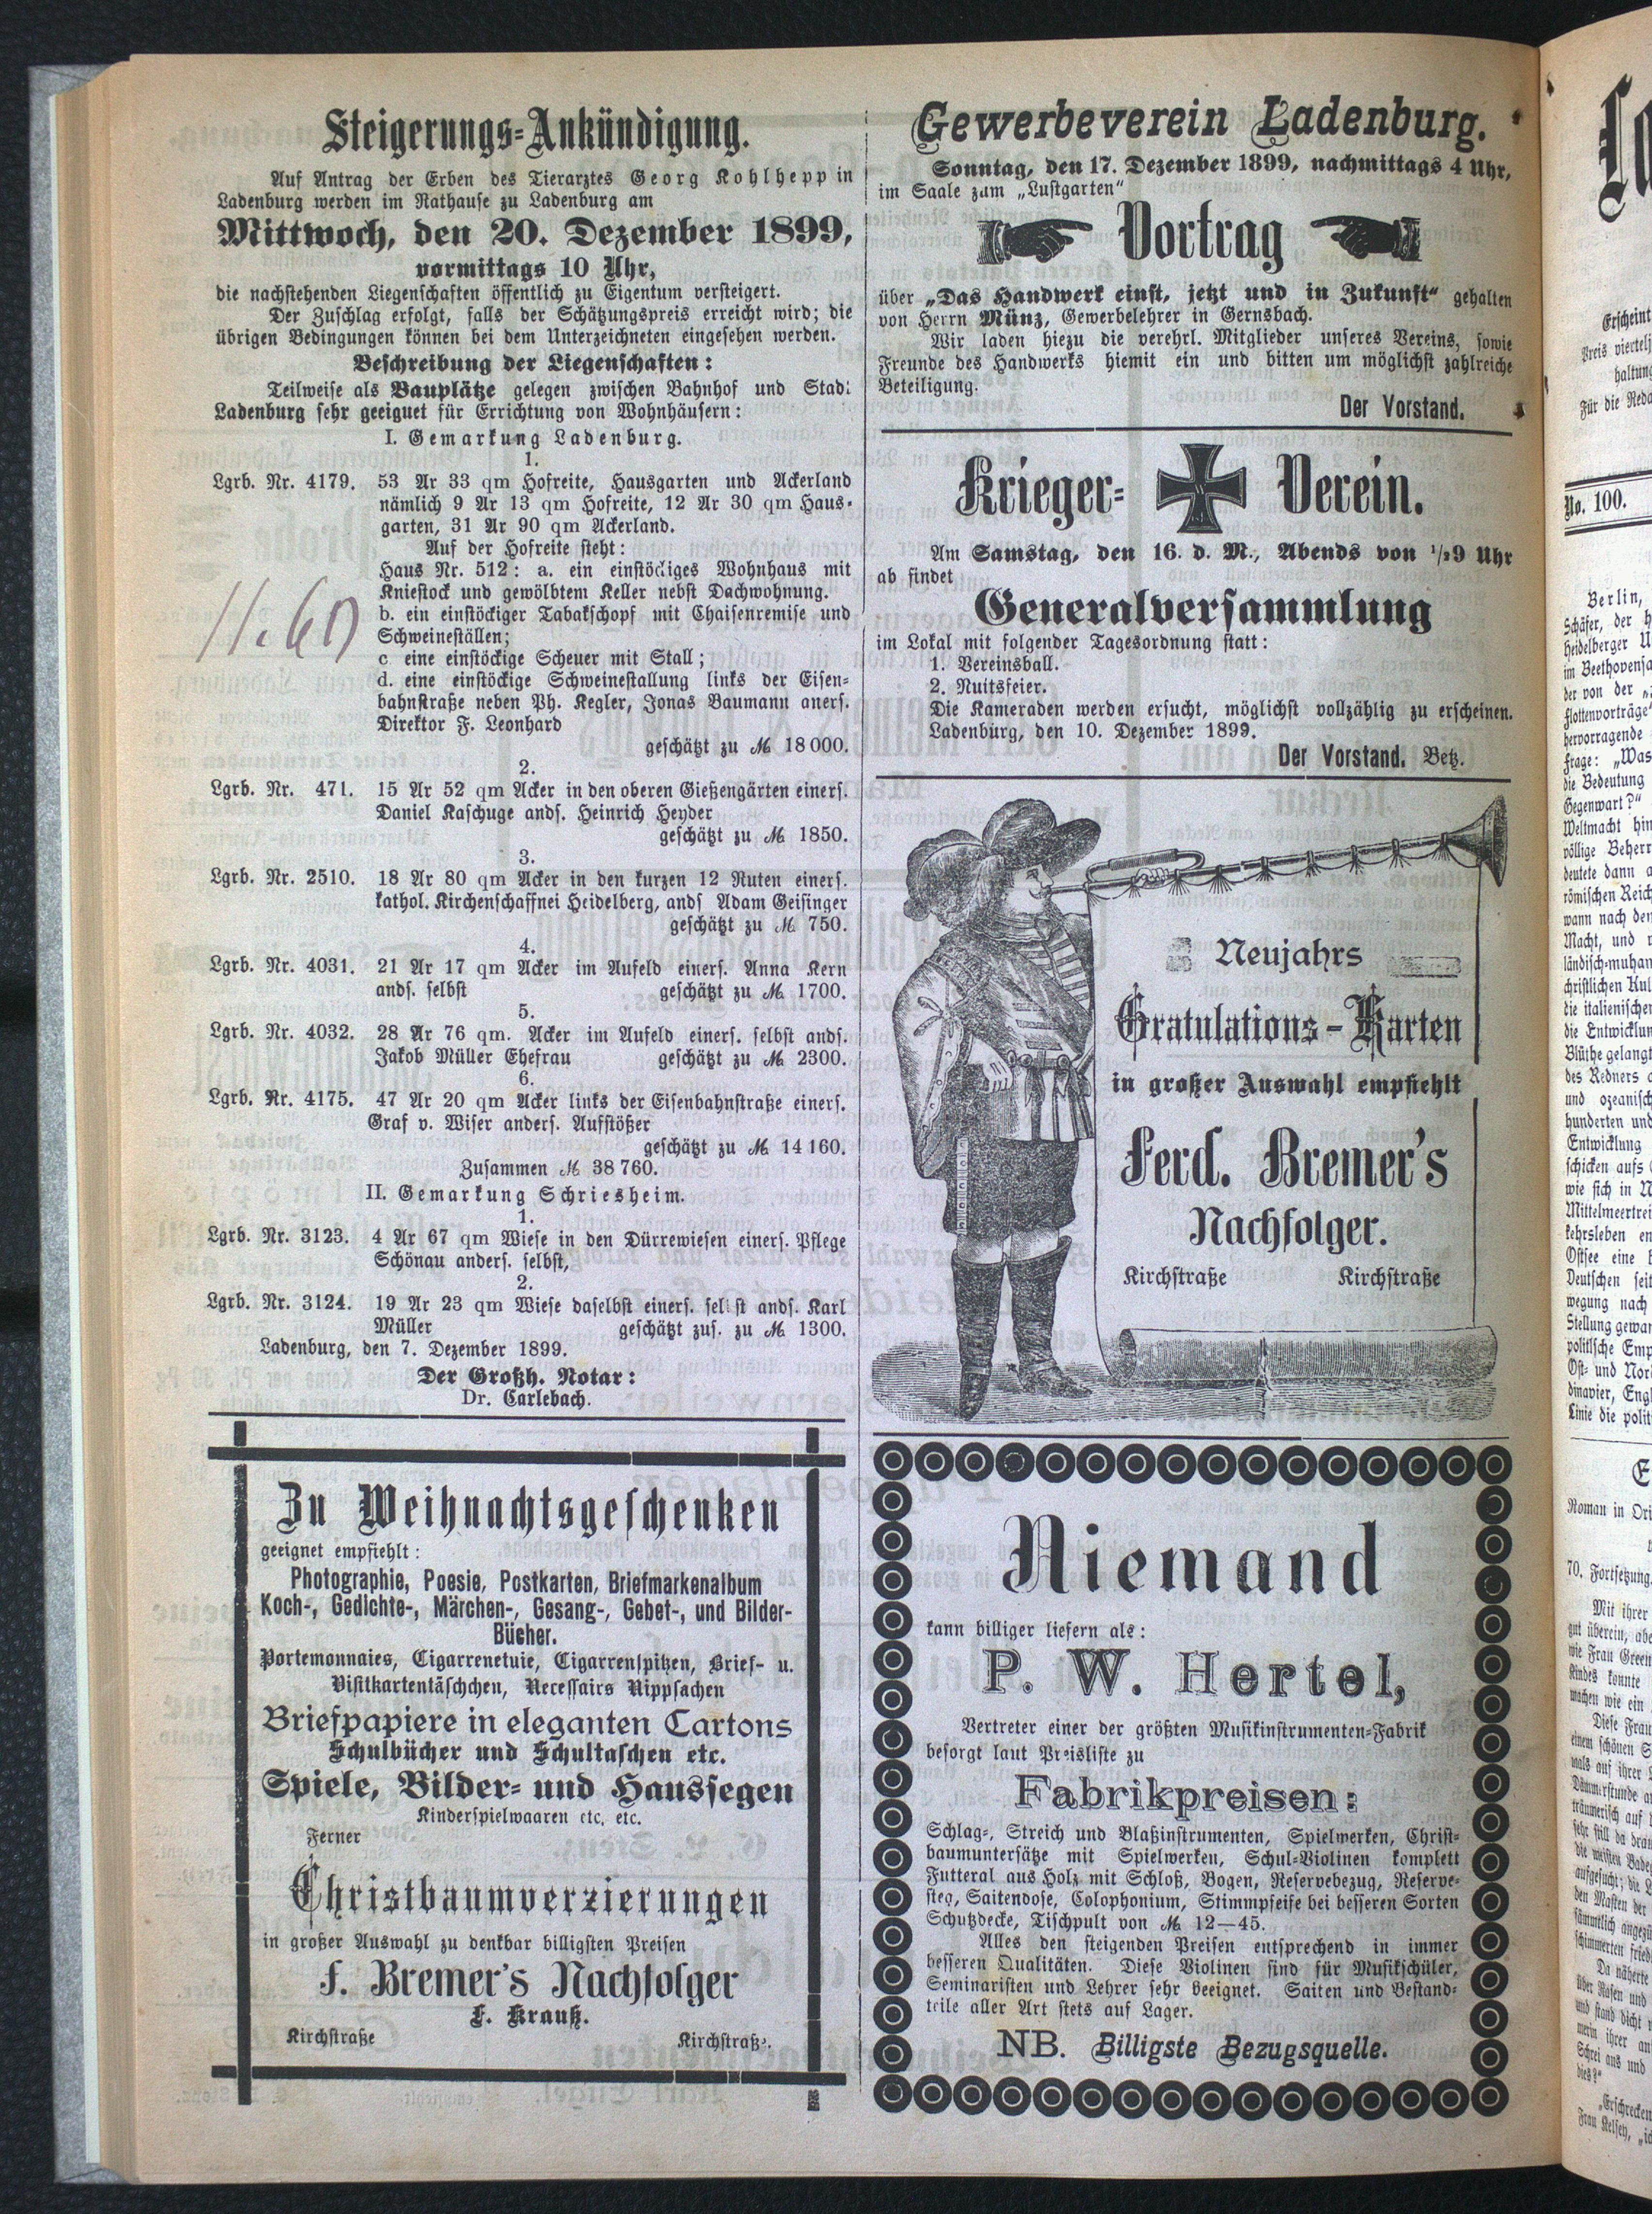 Steigerungs-Ankündigung.
Auf Antrag der Erben des Tierarztes Georg Kohlhepp in
Ladenburg werden im Rathause zu Ladenburg am
Mittwoch, den 20. Dezember 1899,
vormittags 10 Uhr,
die nachstehenden Liegenschaften öffentlich zu Eigentum versteigert.
Der Zuschlag erfolgt, falls der Schätzungspreis erreicht wird; die
übrigen Bedingungen können bei dem Unterzeichneten eingesehen werden.
Beschreibung der Liegenschaften:
Teilweise als Bauplätze gelegen zwischen Bahnhof und Stadt
Ladenburg sehr geeignet für Errichtung von Wohnhäusern:
I. Gemarkung Ladenburg.
1.
Lgrb. Nr. 4179. 53 Ar 33 qm Hofreite, Hausgarten und Ackerland
nämlich 9 Ar 13 qm Hofreite, 12 Ar 30 qm Haus-
garten, 31 Ar 90 qm Ackerland.
Auf der Hofreite steht:
Haus Nr. 512: a. ein einstöckiges Wohnhaus mit
Kniestock und gewölbtem Keller nebst Dachwohnung.
b. ein einstöckiger Tabakschopf mit Chaisenremise und
Schweineställen;
c. eine einstöckige Scheuer mit Stall;
d. eine einstöckige Schweinestallung links der Eisen-
bahnstraße neben Ph. Kegler, Jonas Baumann anders.
Direktor F. Leonhard
geschätzt zu M 18 000.
2.
Lgrb. Nr. 471. 15 Ar 52 qm Acker in den oberen Gießengärten einers.
Daniel Kaschuge ands. Heinrich Heyder
geschätzt zu M 1850.
3.
Lgrb. Nr. 2510. 18 Ar 80 qm Acker in den kurzen 12 Ruten einers.
kathol. Kirchenschaffnei Heidelberg, ands Adam Geisinger
geschätzt zu M. 750.
4.
Lgrb. Nr. 4031. 21 Ar 17 qm Acker im Aufeld einers. Anna Kern
ands. selbst geschätzt zu M. 1700.
5.
Lgrb. Nr. 4032. 28 Ar 76 qm. Acker im Aufeld einers. selbst ands.
Jakob Müller Ehefrau geschätzt zu M 2300.
6.
Lgrb. Nr. 4175. 47 Ar 20 qm Acker links der Eisenbahnstraße einers.
Graf v. Wiser anders. Aufstößer
geschätzt zu M. 14 160.
Zusammen M 38 760.
II. Gemarkung Schriesheim.
1.
Lgrb. Nr. 3123. 4 Ar 67 qm Wiese in den Dürrewiesen einers. Pflege
Schönau anders. selbst,
2.
Lgrb. Nr. 3124. 19 Ar 23 qm Wiese daselbst einers. selbst ands. Karl
Müller geschätzt zus. zu M. 1300.
Ladenburg, den 7. Dezember 1899.
Der Großh. Notar:
Dr. Carlebach.
11.60
Zu Weihnachtsgeschenken
geeignet empfiehlt:
Photographie, Poesie, Postkarten, Briefmarkenalbum
Koch-, Gedichte-, Märchen-, Gesang-, Gebet-, und Bilder-
Bücher.
Portemonnaies, Cigarrenetuie, Cigarrenspitzen, Brief- u.
Visitkartentäschchen, Necessairs Nippsachen
Briefpapiere in eleganten Cartons
Schulbücher und Schultaschen etc.
Spiele, Bilder- und Haussegen
Kinderspielwaaren etc. etc.
Ferner
Christbaumverzierungen
in großer Auswahl zu denkbar billigsten Preisen
F. Bremer's Nachfolger
F. Krauß.
Kirchstraße Kirchstraße.
Gewerbeverein Ladenburg.
Sonntag, den 17. Dezember 1899, nachmittags 4 Uhr,
im Saale zum „Lustgarten"
Vortrag
über „Das Handwerk einst, jetzt und in Zukunft" gehalten
von Herrn Münz, Gewerbelehrer in Gernsbach.
Wir laden hiezu die verehrl. Mitglieder unseres Vereins, sowie
Freunde des Handwerks hiemit ein und bitten um möglichst zahlreiche
Beteiligung.
Der Vorstand.
Krieger-Verein.
Am Samstag, den 16. d. M., Abends von 1/29 Uhr
ab findet
Generalversammlung
im Lokal mit folgender Tagesordnung statt:
1. Vereinsball.
2. Nuitsfeier.
Die Kameraden werden ersucht, möglichst vollzählig zu erscheinen.
Ladenburg, den 10. Dezember 1899.
Der Vorstand. Betz.
Neujahrs
Gratulations-Karten
in großer Auswahl empfiehlt
Ferd. Bremer's
Nachfolger.
Kirchstraße Kirchstraße
Niemand
kann billiger liefern als:
P. W. Hertel,
Vertreter einer der größten Musikinstrumenten-Fabrik
besorgt laut Preisliste zu
Fabrikpreisen:
Schlag-, Streich und Blaßinstrumenten, Spielwerken, Christ-
baumuntersätze mit Spielwerken, Schul-Violinen komplett
Futteral aus Holz mit Schloß, Bogen, Reservebezug, Reserve-
steg, Saitendose, Colophonium, Stimmpfeife bei besseren Sorten
Schutzdecke, Tischpult von M. 12—45.
Alles den steigenden Preisen entsprechend in immer
besseren Qualitäten. Diese Violinen sind für Musikschüler,
Seminaristen und Lehrer sehr beeignet. Saiten und Bestand-
teile aller Art stets auf Lager.
NB. Billigste Bezugsquelle.
No. 100.
Berlin,